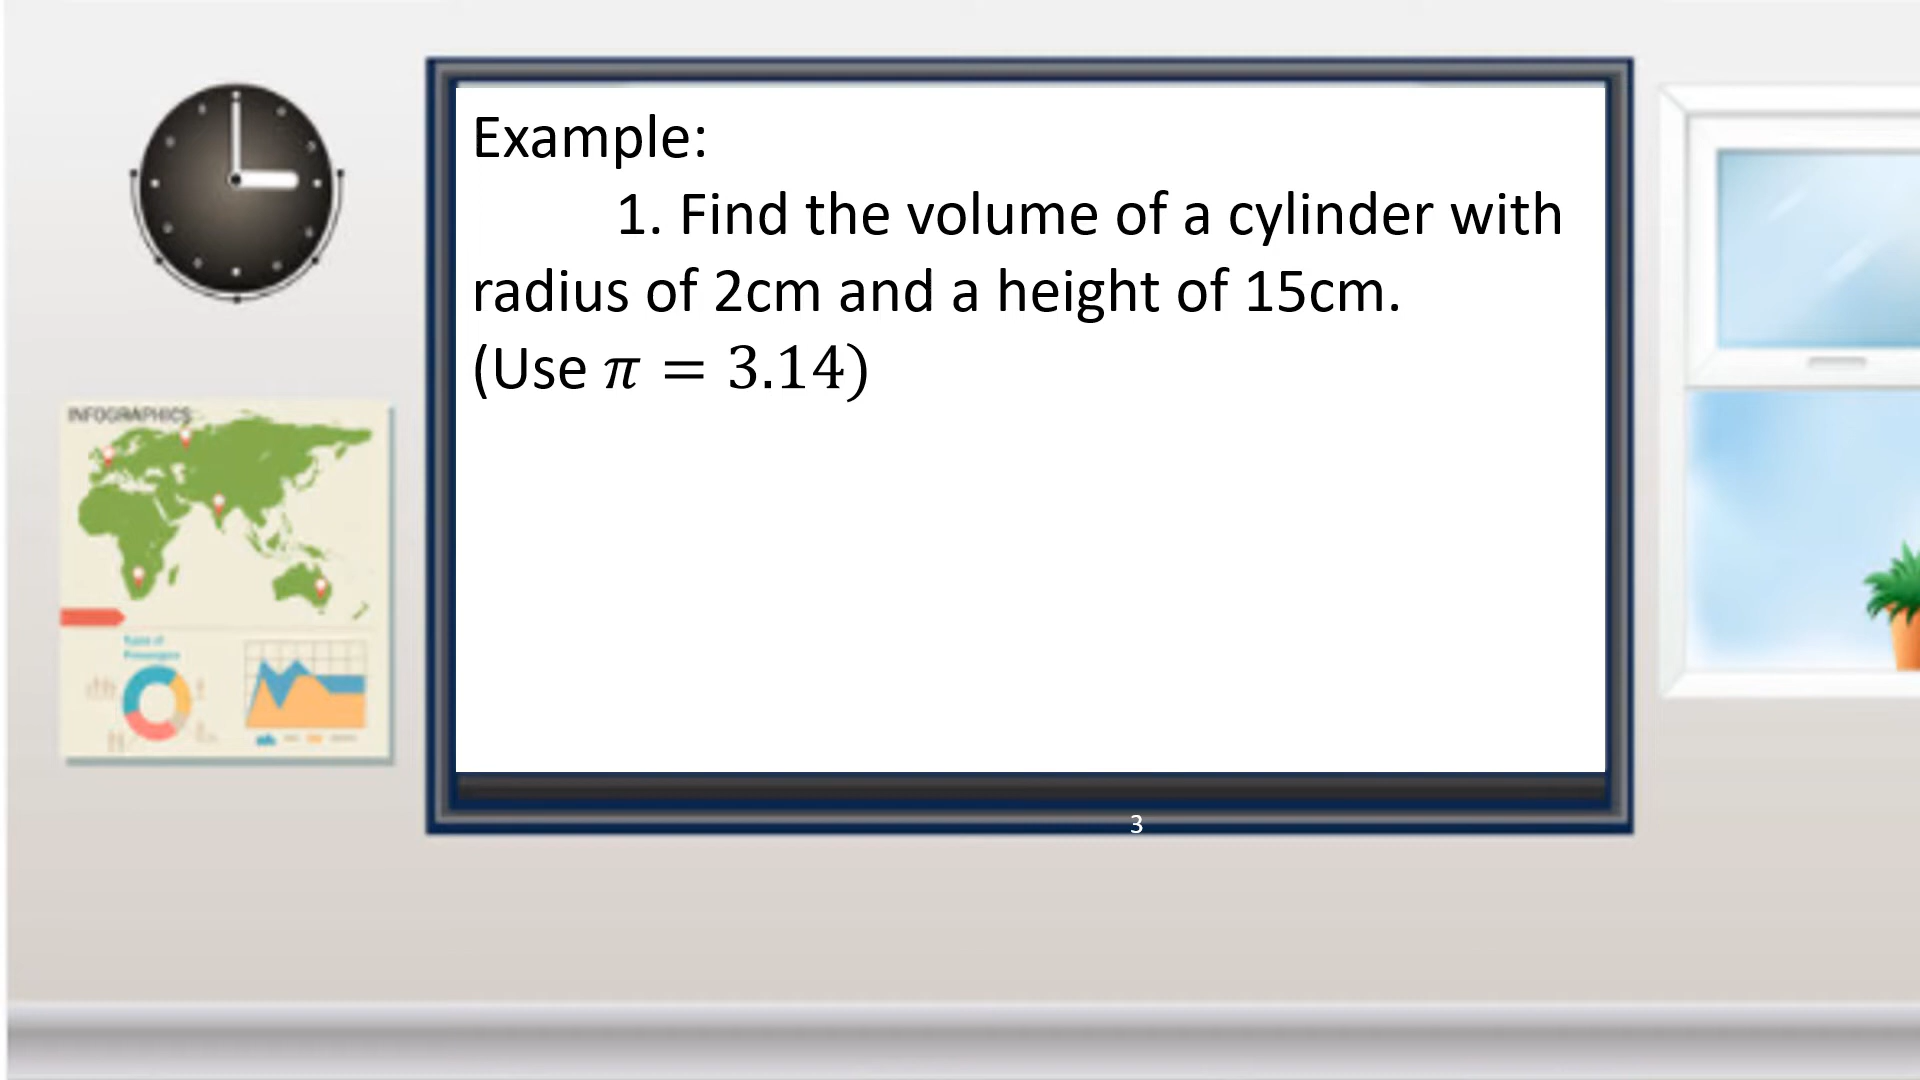 Example:
1. Find the volume of a cylinder with
radius of 2cm and a height of 15cm.
(Use π = 3.14)
INFOGRAPHICS
3